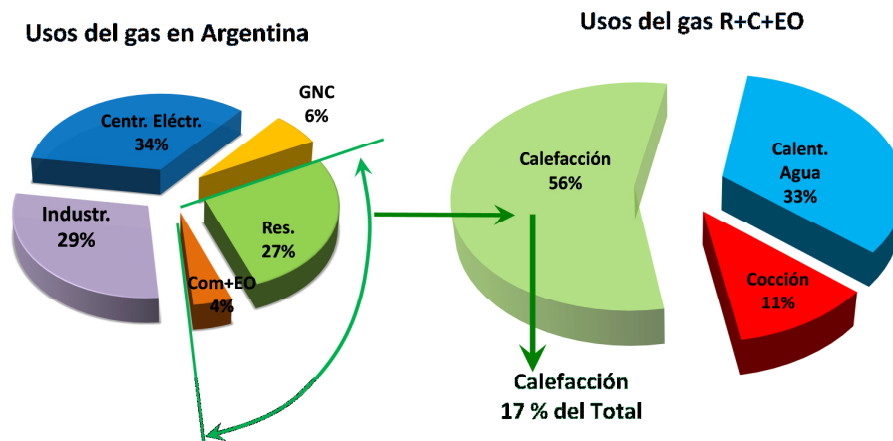 Usos del gas en Argentina
Centr. Eléctr.
34%
GNC
6%
Industr.
29%
Res.
27%
Com+EO
4%
Usos del gas R+C+EO
Calefacción
56%
Calent.
Agua
33%
Cocción
11%
Calefacción
17 % del Total